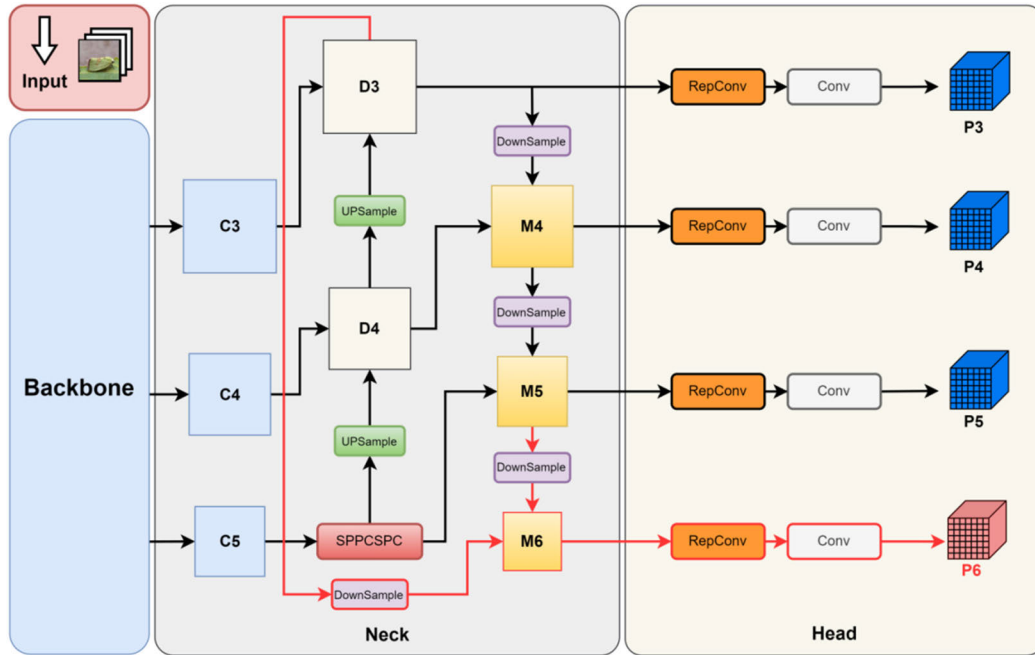 Input
D3
RepConv
Conv
P3
DownSample
C3
UPSample
M4
RepConv
Conv
P4
DownSample
D4
Backbone
C4
M5
RepConv
Conv
P5
UPSample
DownSample
C5
SPPCSPC
M6
RepConv
Conv
P6
DownSample
Neck
Head